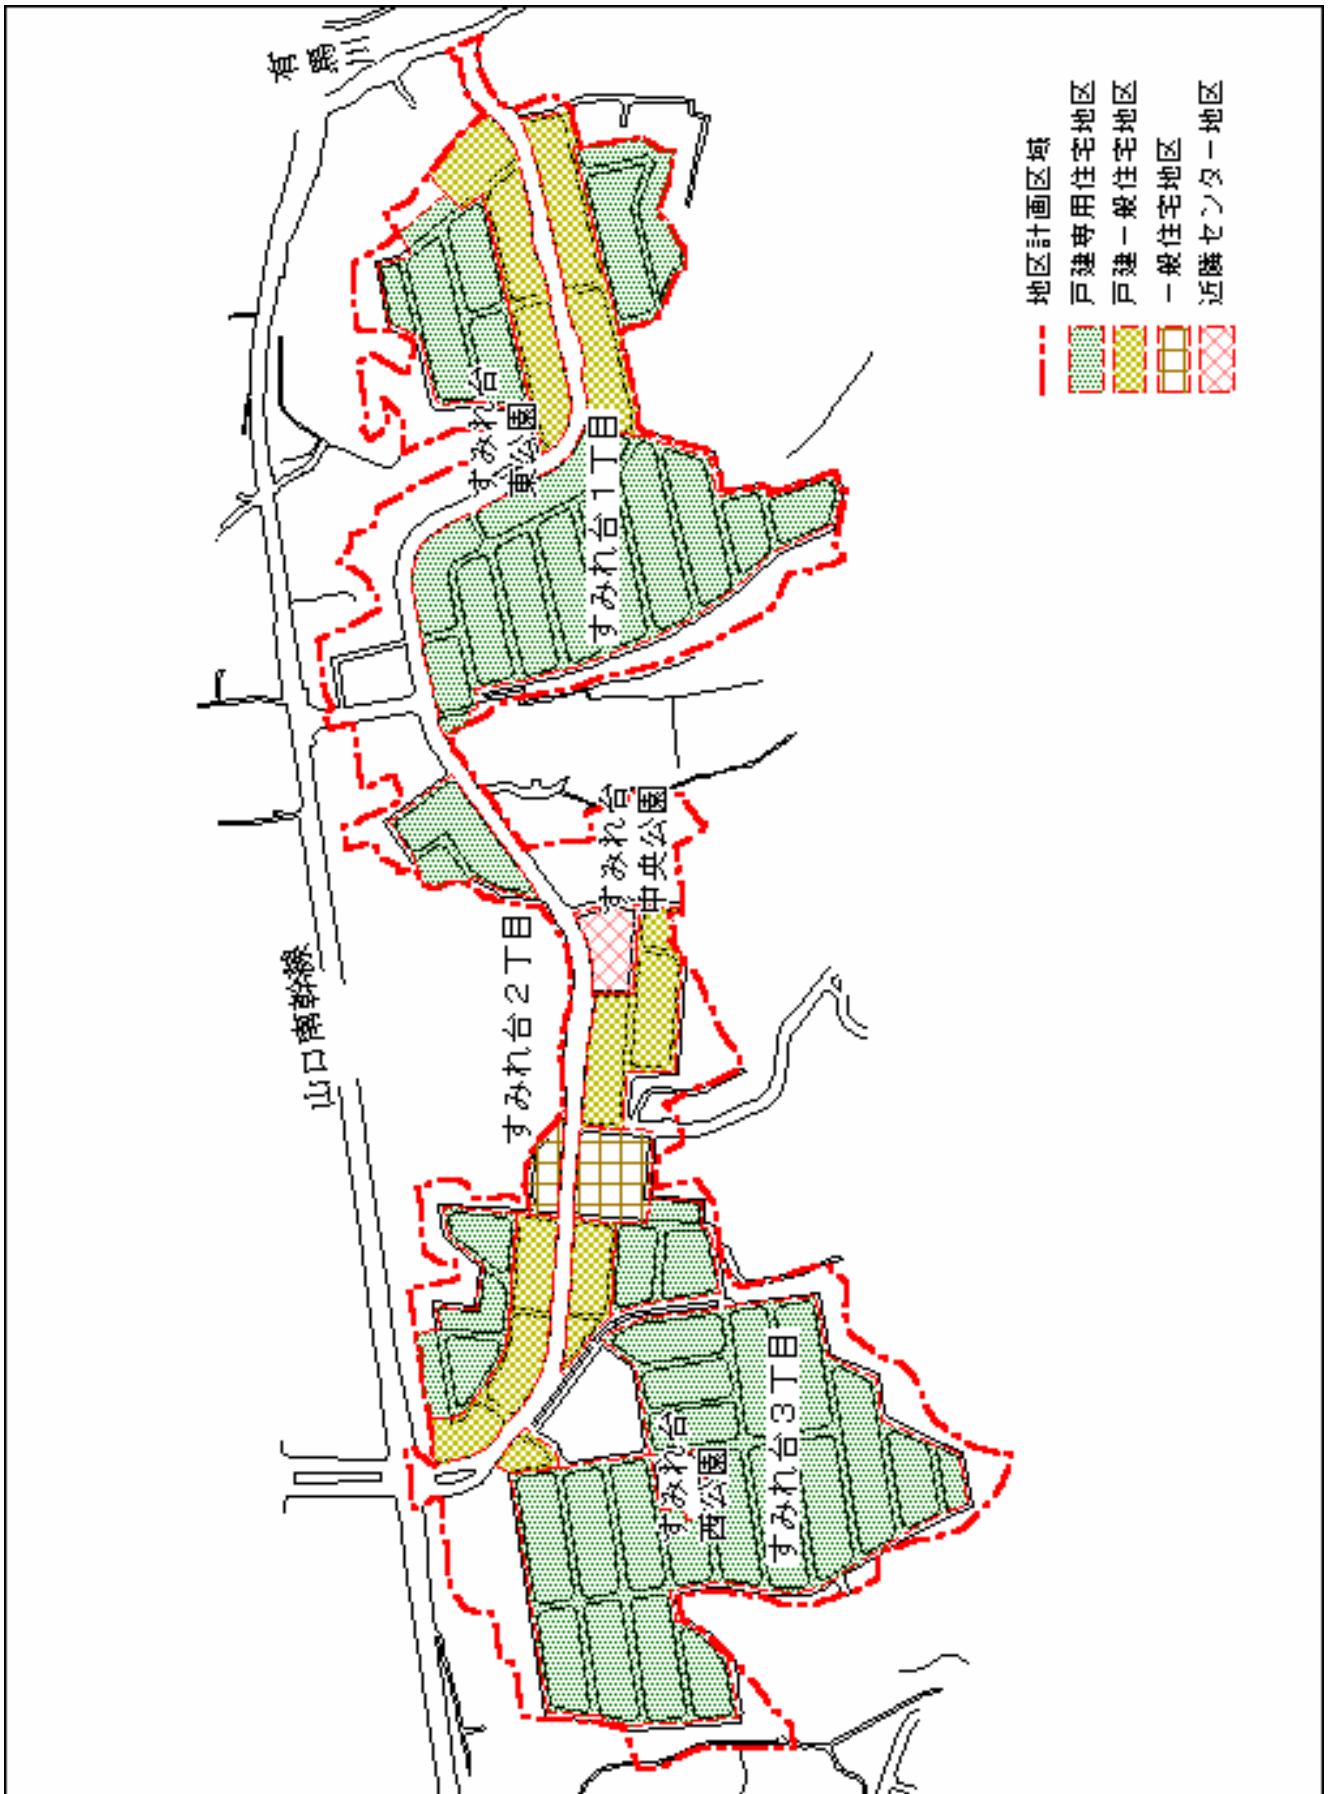 有馬川
山口南幹線
すみれ台
東公園
すみれ台１丁目
すみれ台
中央公園
すみれ台２丁目
すみれ台
西公園
すみれ台３丁目
地区計画区域
戸建専用住宅地区
戸建一般住宅地区
一般住宅地区
近隣センター地区